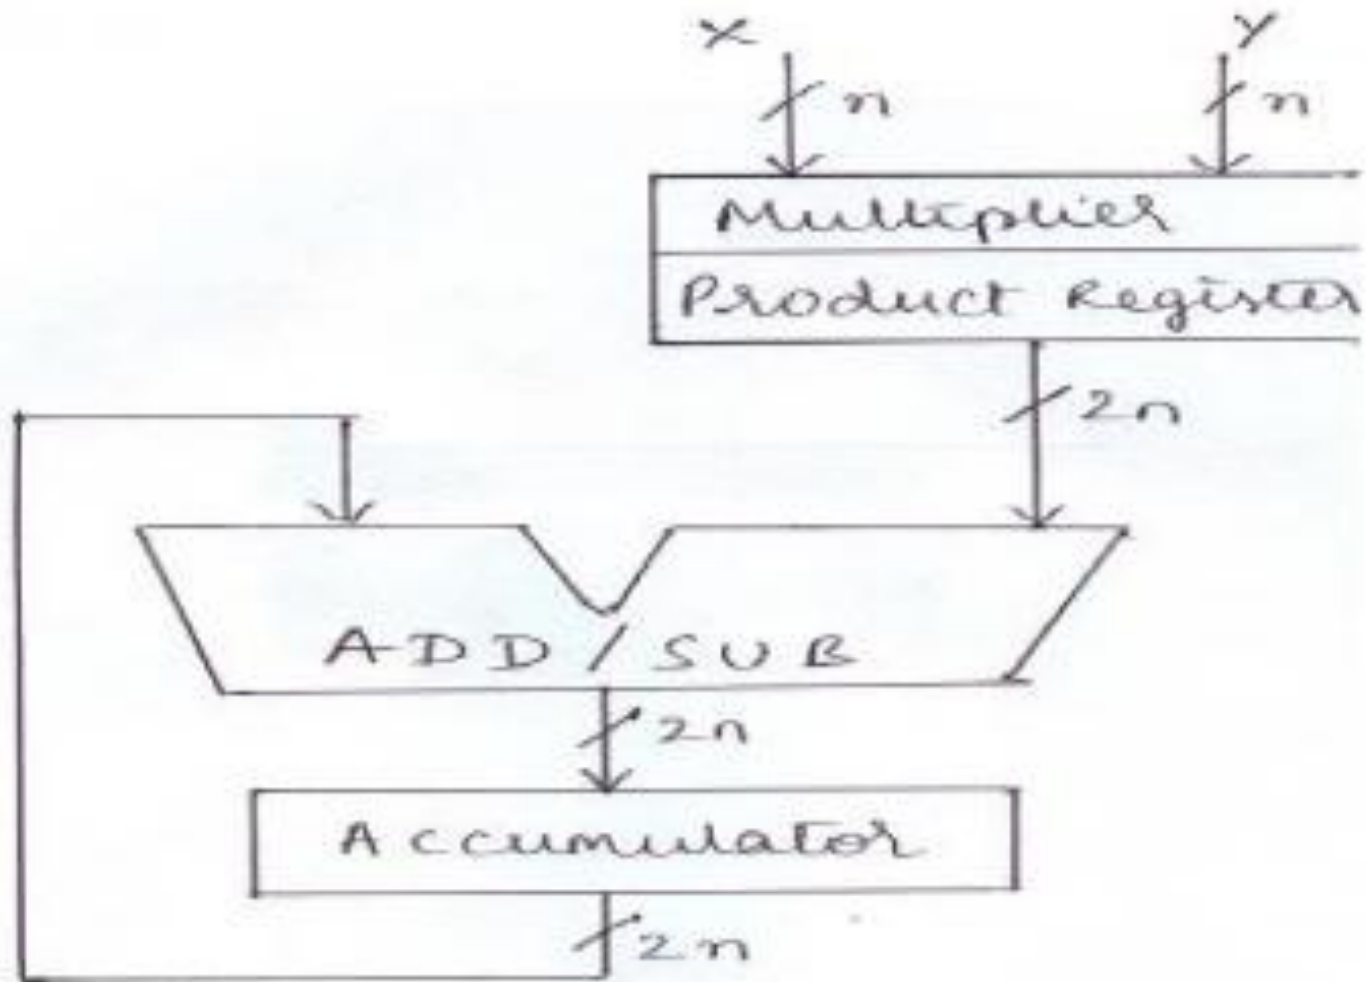 X Y
n n
Multiplier
Product Register
2n
ADD/SUB
2n
Accumulator
2n